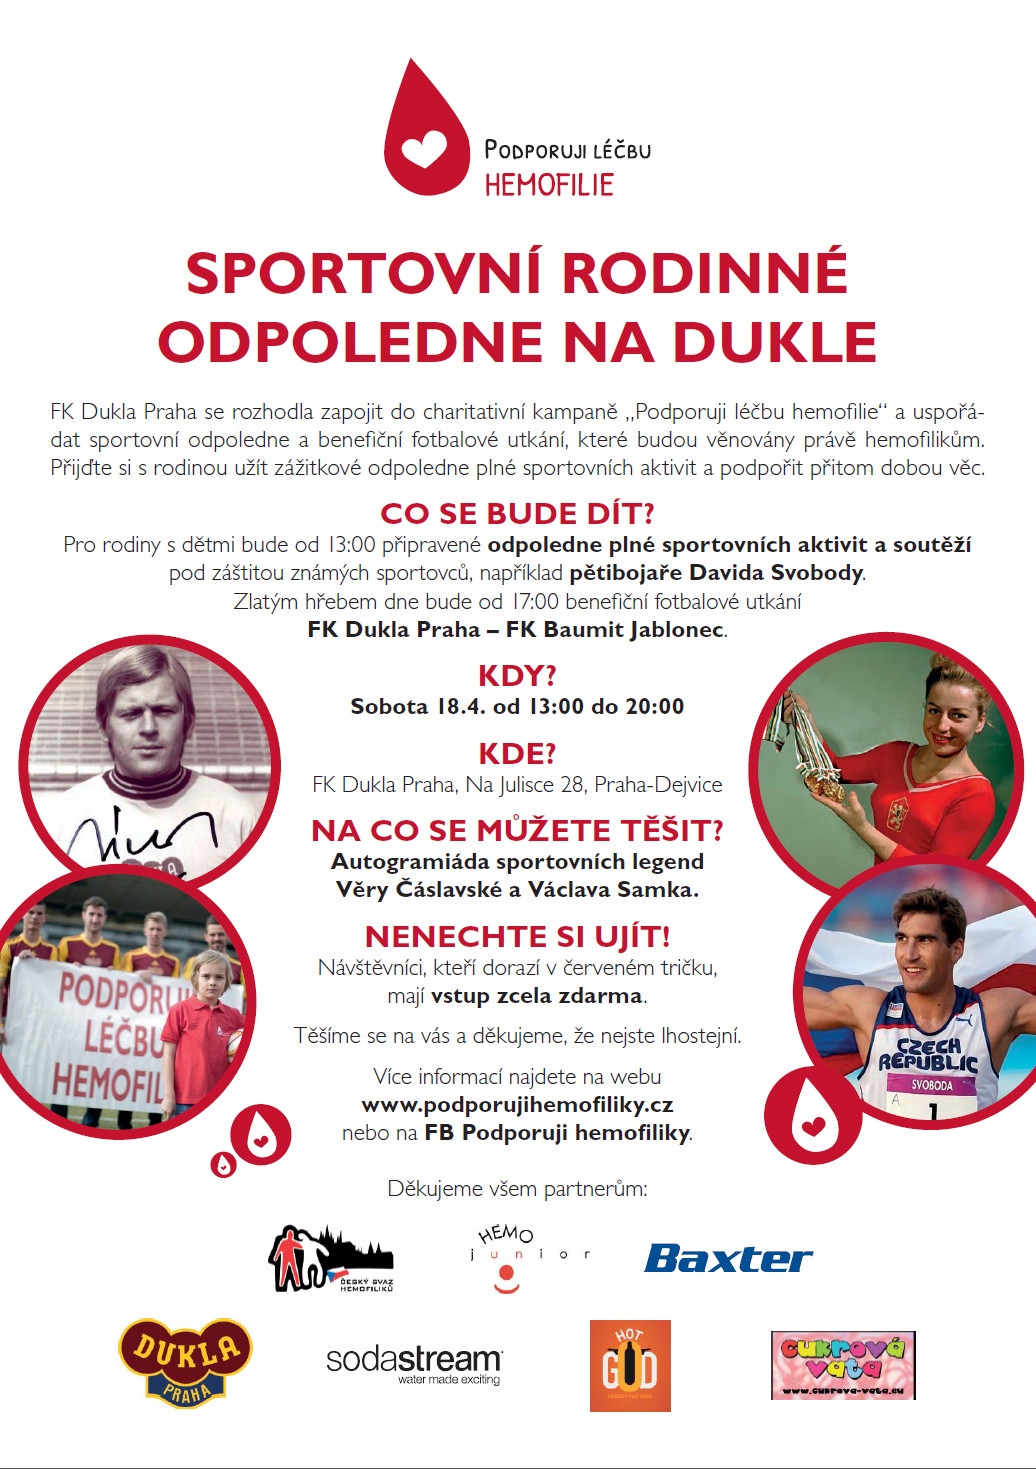 PODPORUJI LÉČBU
HEMOFILIE
SPORTOVNÍ RODINNÉ
ODPOLEDNE NA DUKLE
FK Dukla Praha se rozhodla zapojit do charitativní kampaně „Podporuji léčbu hemofilie“ a uspořá-
dat sportovní odpoledne a benefiční fotbalové utkání, které budou věnovány právě hemofilikům.
Přijďte si s rodinou užít zážitkové odpoledne plné sportovních aktivit a podpořit přitom dobou věc.
CO SE BUDE DÍT?
Pro rodiny s dětmi bude od 13:00 připravené odpoledne plné sportovních aktivit a soutěží
pod záštitou známých sportovců, například pětibojaře Davida Svobody.
Zlatým hřebem dne bude od 17:00 benefiční fotbalové utkání
FK Dukla Praha – FK Baumit Jablonec.
KDY?
Sobota 18.4. od 13:00 do 20:00
KDE?
FK Dukla Praha, Na Julisce 28, Praha-Dejvice
NA CO SE MŮŽETE TĚŠIT?
Autogramiáda sportovních legend
Věry Čáslavské a Václava Samka.
NENECHTE SI UJÍT!
Návštěvníci, kteří dorazí v červeném tričku,
mají vstup zcela zdarma.
Těšíme se na vás a děkujeme, že nejste lhostejní.
Více informací najdete na webu
www.podporujihemofiliky.cz
nebo na FB Podporuji hemofiliky.
PODPORU
LÉČBU
HEMOFIL
CZECH
REPUBLIC
SVOBODA
A
1
Děkujeme všem partnerům:
ČESKÝ SVAZ
HEMOFILIKŮ
HEMO
junior
Baxter
DUKLA
PRAHA
sodastream
water made exciting
HOT
GOD
Cukrová
vata
www.cukrova-vata.eu